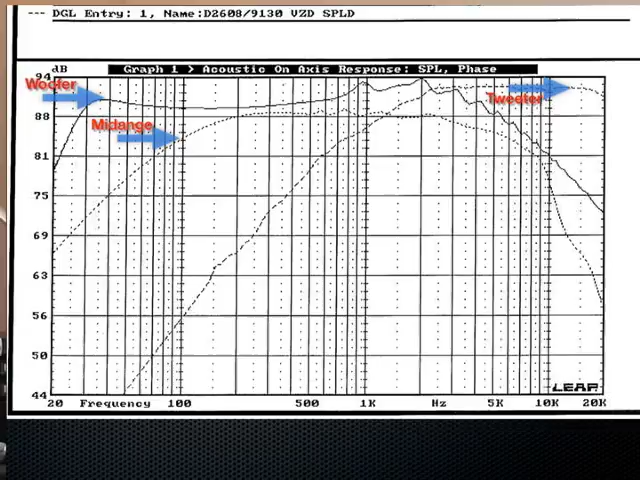 --- DGL Entry: 1, Name:D2608/9130 VZD SPLD
dB Graph 1 > Acoustic On Axis Response: SPL, Phase
94
Woofer
Tweeter
88
Midange
81
75
69
63
56
50
44
LEAP
20 Frequency 100 500 1K Hz 5K 10K 20K